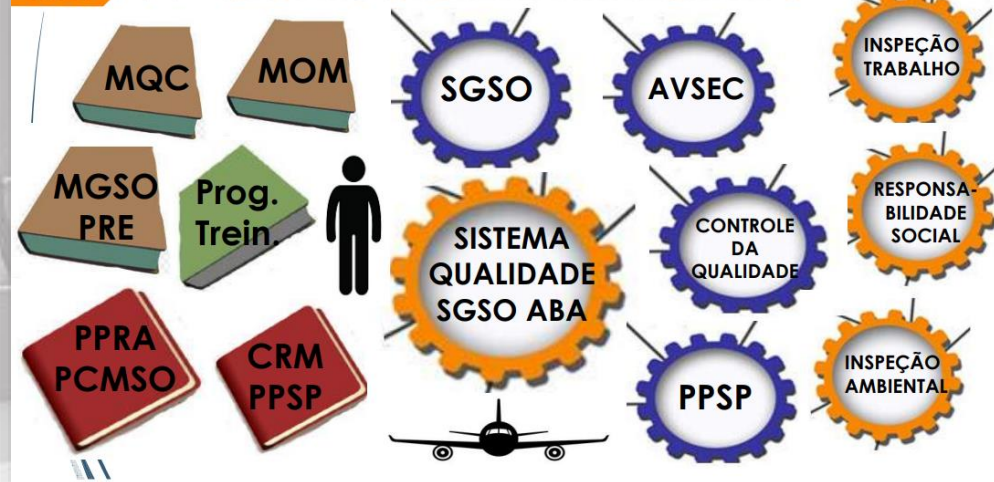 MQC
MOM
MGSO
PRE
Prog.
Trein.
PPRA
PCMSO
CRM
PPSP
SGSO
AVSEC
SISTEMA
QUALIDADE
SGSO ABA
CONTROLE
DA
QUALIDADE
PPSP
INSPEÇÃO
TRABALHO
RESPONSA-
BILIDADE
SOCIAL
INSPEÇÃO
AMBIENTAL